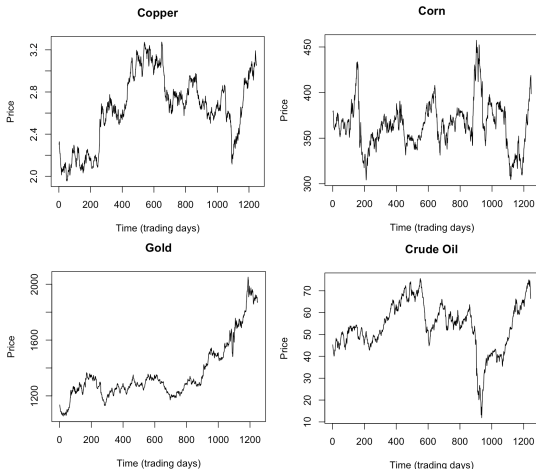 Copper
Price
3.2
2.8
2.4
2.0
0 200 400 600 800 1000 1200
Time (trading days)
Corn
Price
450
400
350
300
0 200 400 600 800 1000 1200
Time (trading days)
Gold
Price
2000
1600
1200
0 200 400 600 800 1000 1200
Time (trading days)
Crude Oil
Price
70
60
50
40
30
20
10
0 200 400 600 800 1000 1200
Time (trading days)